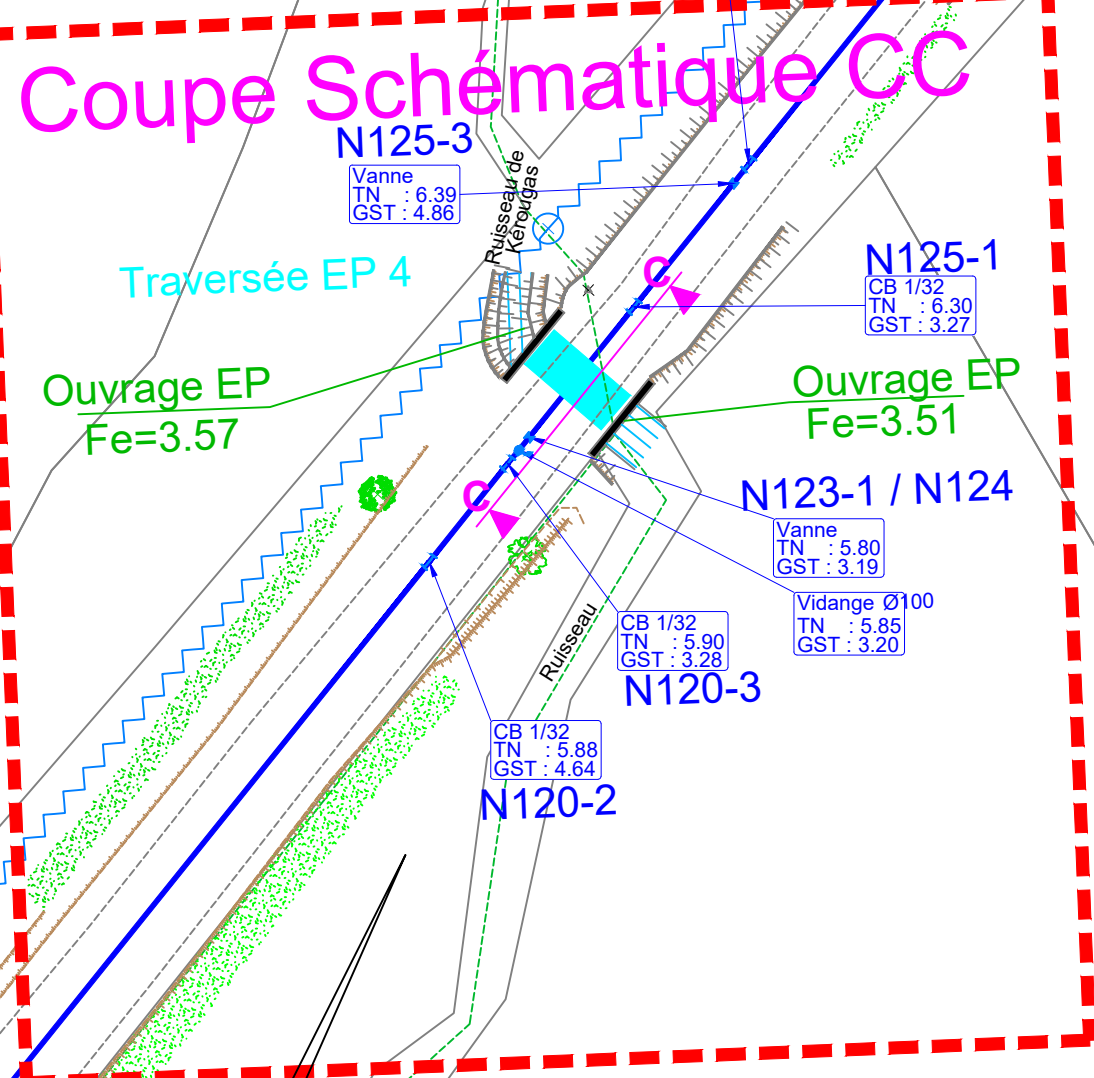 Coupe Schématique CC
N125-3
Vanne
TN : 6.39
GST : 4.86
Ruisseau de
Kérougas
Traversée EP 4
C
N125-1
CB 1/32
TN : 6.30
GST : 3.27
Ouvrage EP
Fe=3.57
Ouvrage EP
Fe=3.51
C
N123-1 / N124
Vanne
TN : 5.80
GST : 3.19
Vidange Ø100
TN : 5.85
GST : 3.20
CB 1/32
TN : 5.90
GST : 3.28
N120-3
Ruisseau
CB 1/32
TN : 5.88
GST : 4.64
N120-2